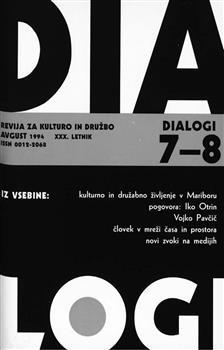 DIA
REVIJA ZA KULTURO IN DRUŽBO
AVGUST 1994 XXX. LETNIK
ISSN 0012-2068
DIALOGI
7–8
IZ VSEBINE:
kulturno in družabno življenje v Mariboru
pogovora: Iko Otrin
Vojko Pavčič
človek v mreži časa in prostora
novi zvoki na medijih
LOGI